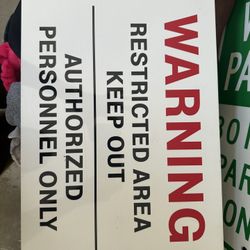 WARNING
RESTRICTED AREA
KEEP OUT
AUTHORIZED
PERSONNEL ONLY